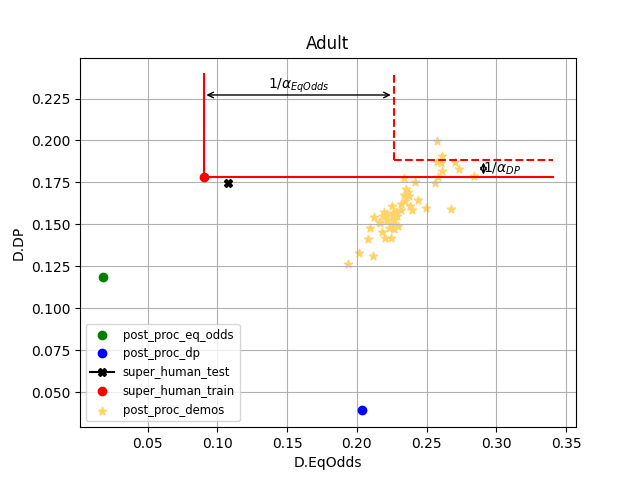 Adult
1/αEqOdds
1/αDP
D.DP
0.225
0.200
0.175
0.150
0.125
0.100
0.075
0.050
post_proc_eq_odds
post_proc_dp
super_human_test
super_human_train
post_proc_demos
0.05 0.10 0.15 0.20 0.25 0.30 0.35
D.EqOdds